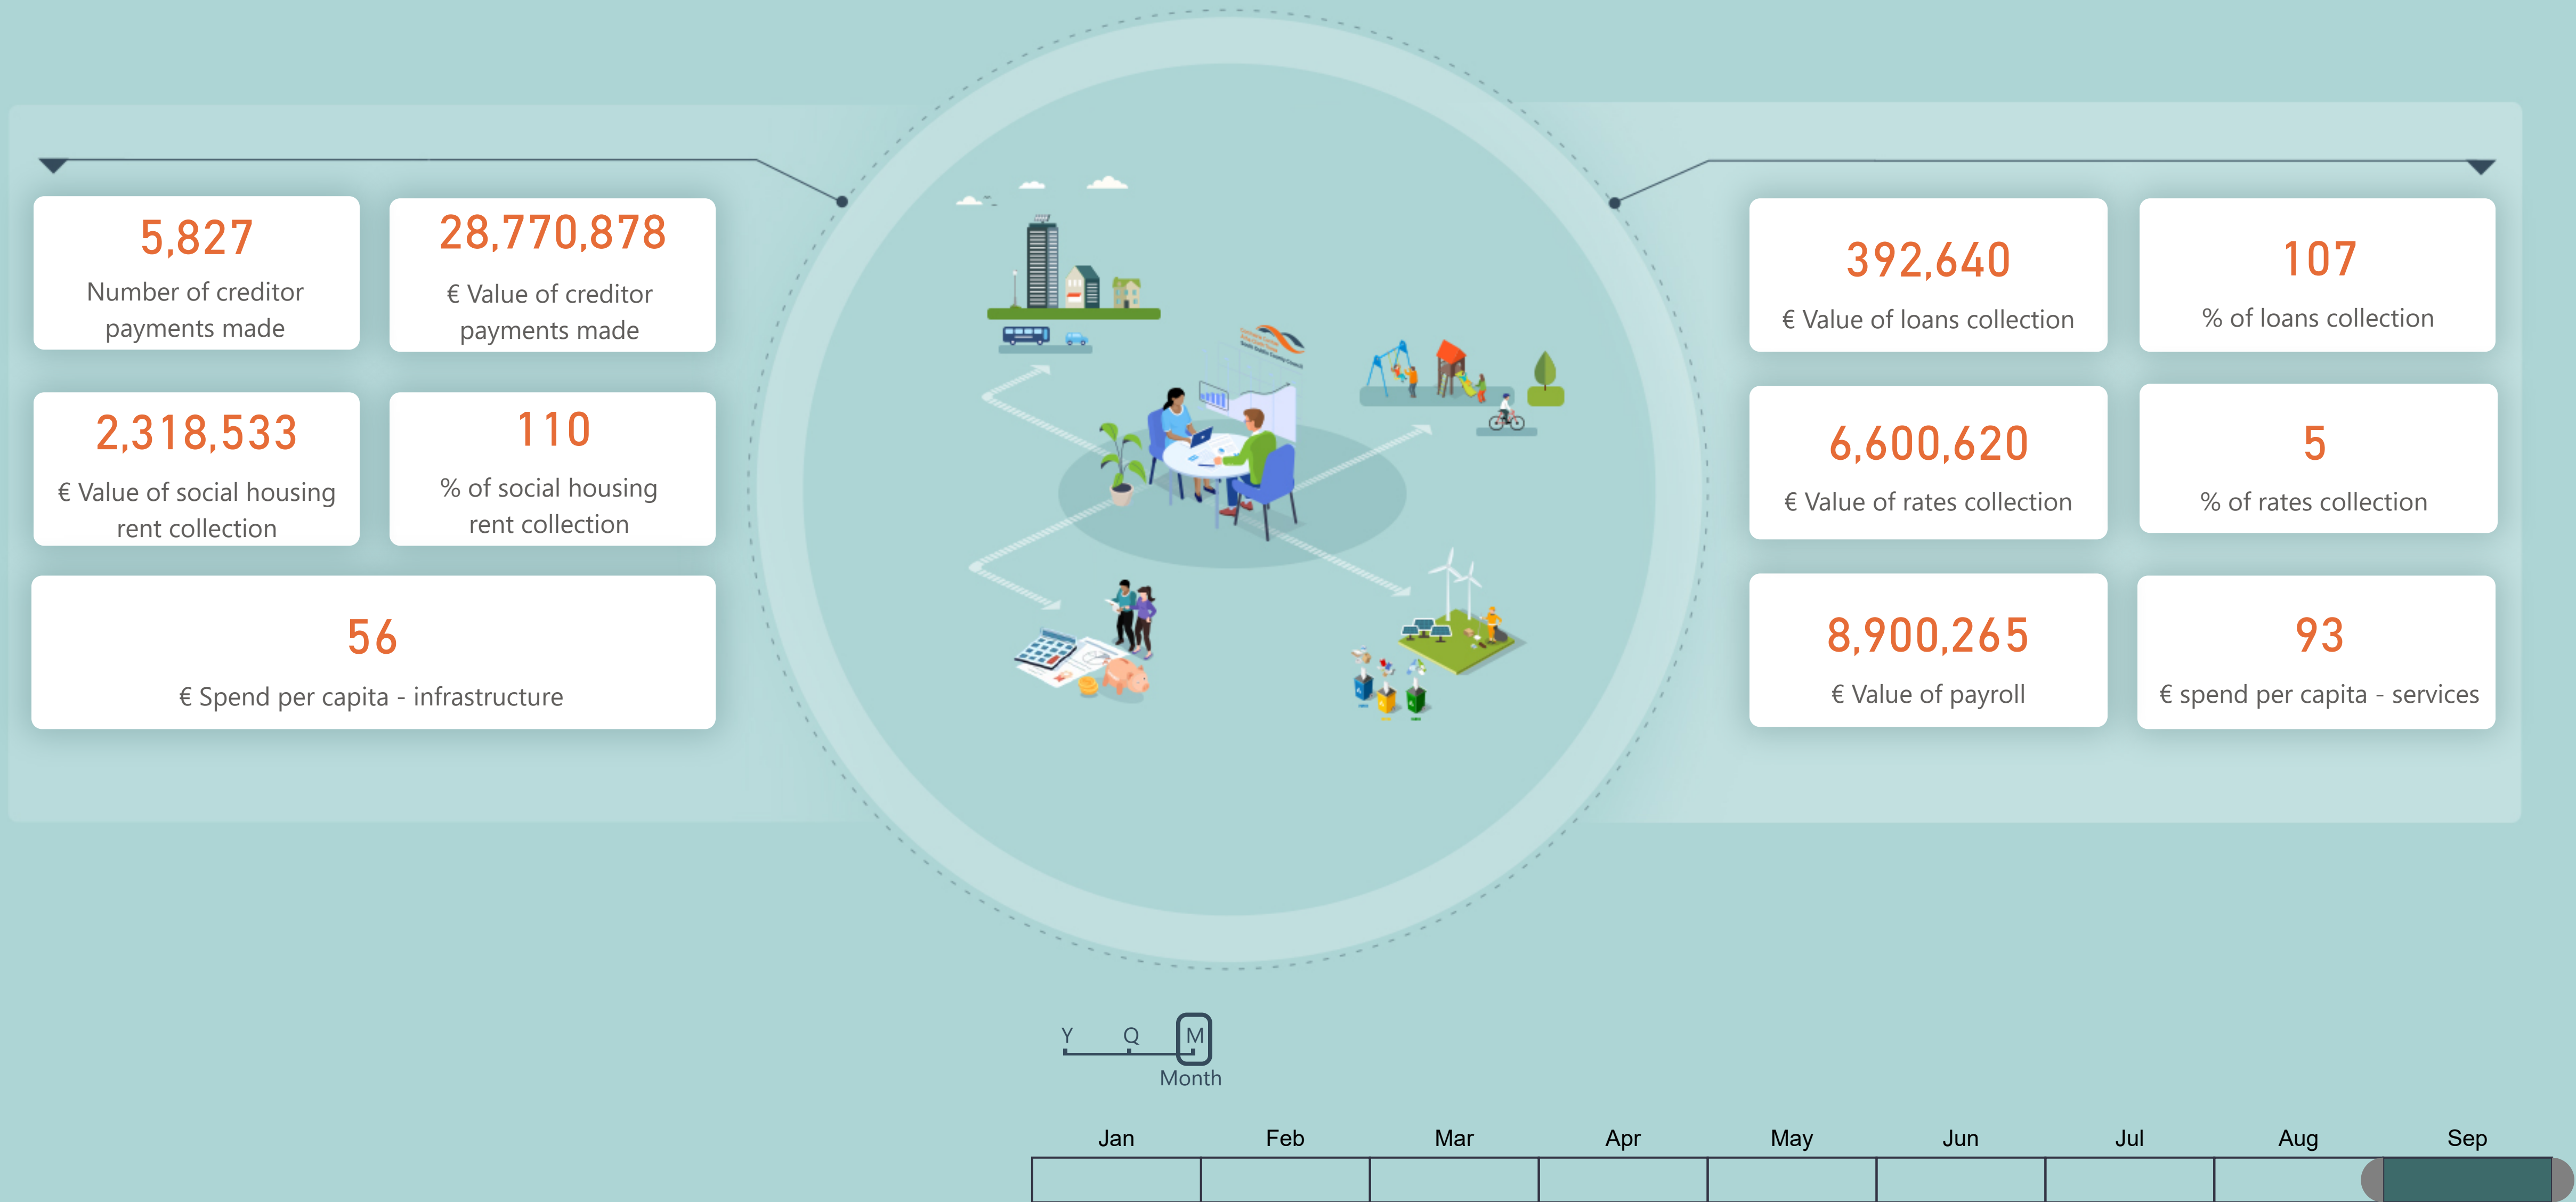 5,827
Number of creditor
payments made
28,770,878
€ Value of creditor
payments made
2,318,533
€ Value of social housing
rent collection
110
% of social housing
rent collection
56
€ Spend per capita - infrastructure
South Dublin County Council
392,640
€ Value of loans collection
107
% of loans collection
6,600,620
€ Value of rates collection
5
% of rates collection
8,900,265
€ Value of payroll
93
€ spend per capita - services
Y Q M
Month
Jan Feb Mar Apr May Jun Jul Aug Sep